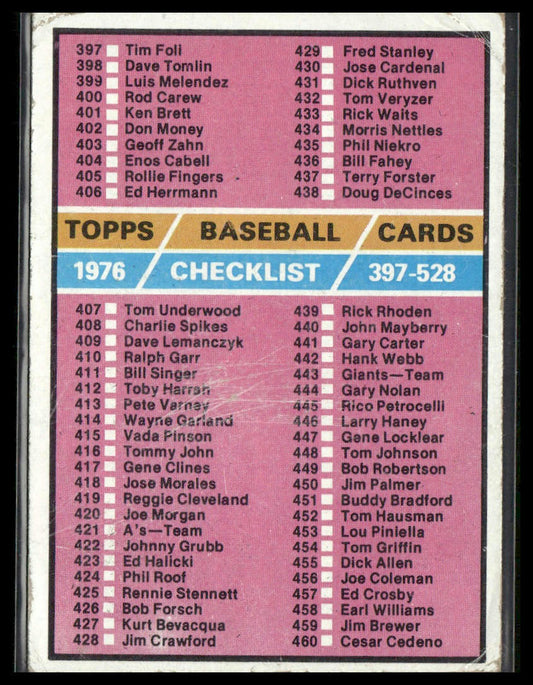 397 Tim Foli
398 Dave Tomlin
399 Luis Melendez
400 Rod Carew
401 Ken Brett
402 Don Money
403 Geoff Zahn
404 Enos Cabell
405 Rollie Fingers
406 Ed Herrmann
429 Fred Stanley
430 Jose Cardenal
431 Dick Ruthven
432 Tom Veryzer
433 Rick Waits
434 Morris Nettles
435 Phil Niekro
436 Bill Fahey
437 Terry Forster
438 Doug DeCinces
TOPPS / BASEBALL / CARDS
1976 / CHECKLIST / 397-528
407 Tom Underwood
408 Charlie Spikes
409 Dave Lemanczyk
410 Ralph Garr
411 Bill Singer
412 Toby Harrah
413 Pete Varney
414 Wayne Garland
415 Vada Pinson
416 Tommy John
417 Gene Clines
418 Jose Morales
419 Reggie Cleveland
420 Joe Morgan
421 A's—Team
422 Johnny Grubb
423 Ed Halicki
424 Phil Roof
425 Rennie Stennett
426 Bob Forsch
427 Kurt Bevacqua
428 Jim Crawford
439 Rick Rhoden
440 John Mayberry
441 Gary Carter
442 Hank Webb
443 Giants—Team
444 Gary Nolan
445 Rico Petrocelli
446 Larry Haney
447 Gene Locklear
448 Tom Johnson
449 Bob Robertson
450 Jim Palmer
451 Buddy Bradford
452 Tom Hausman
453 Lou Piniella
454 Tom Griffin
455 Dick Allen
456 Joe Coleman
457 Ed Crosby
458 Earl Williams
459 Jim Brewer
460 Cesar Cedeno